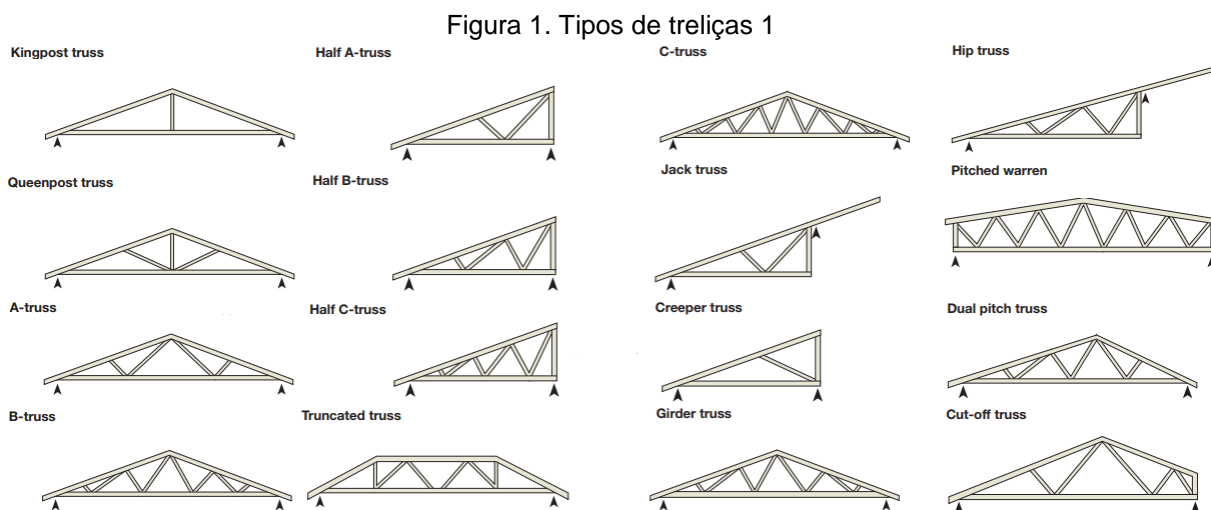 Figura 1. Tipos de treliças 1
Kingpost truss
Half A-truss
C-truss
Hip truss
Queenpost truss
Half B-truss
Jack truss
Pitched warren
A-truss
Half C-truss
Creeper truss
Dual pitch truss
B-truss
Truncated truss
Girder truss
Cut-off truss